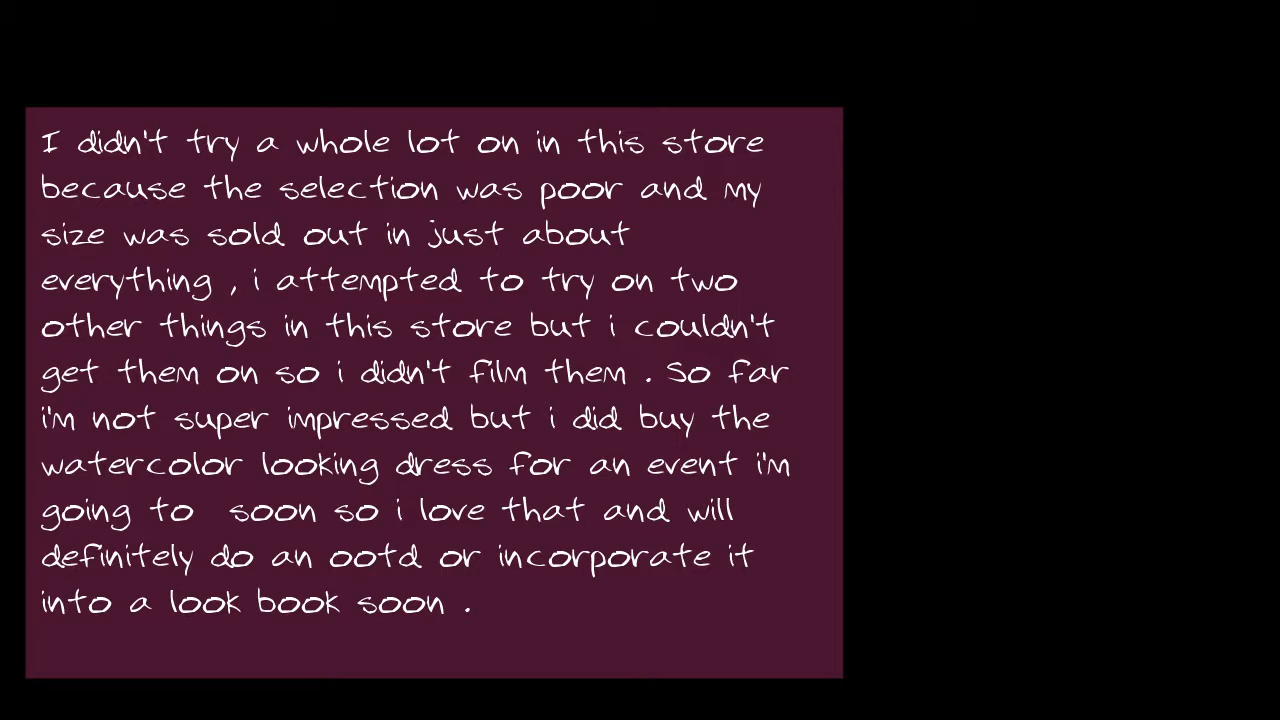 I didn't try a whole lot on in this store
because the selection was poor and my
size was sold out in just about
everything , i attempted to try on two
other things in this store but i couldn't
get them on so i didn't film them . So far
i'm not super impressed but i did buy the
watercolor looking dress for an event i'm
going to  soon so i love that and will
definitely do an ootd or incorporate it
into a look book soon .